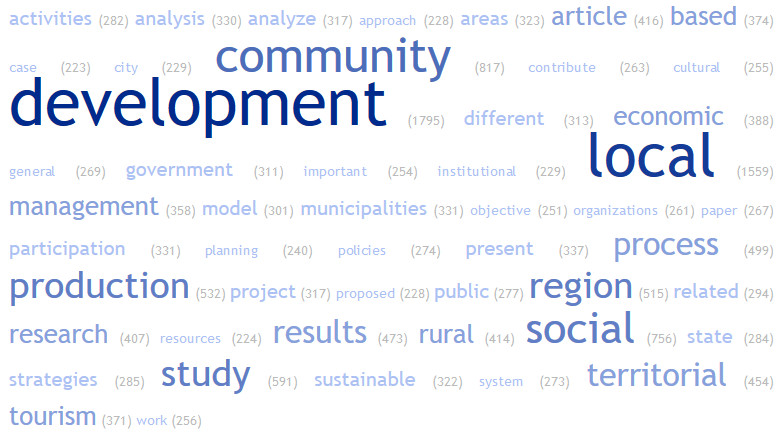 activities (282) analysis (330) analyze (317) approach (228) areas (323) article (416) based (374)
case (223) city (229) community (817) contribute (263) cultural (255)
development (1795) different (313) economic (388)
general (269) government (311) important (254) institutional (229) local (1559)
management (358) model (301) municipalities (331) objective (251) organizations (261) paper (267)
participation (331) planning (240) policies (274) present (337) process (499)
production (532) project (317) proposed (228) public (277) region (515) related (294)
research (407) resources (224) results (473) rural (414) social (756) state (284)
strategies (285) study (591) sustainable (322) system (273) territorial (454)
tourism (371) work (256)